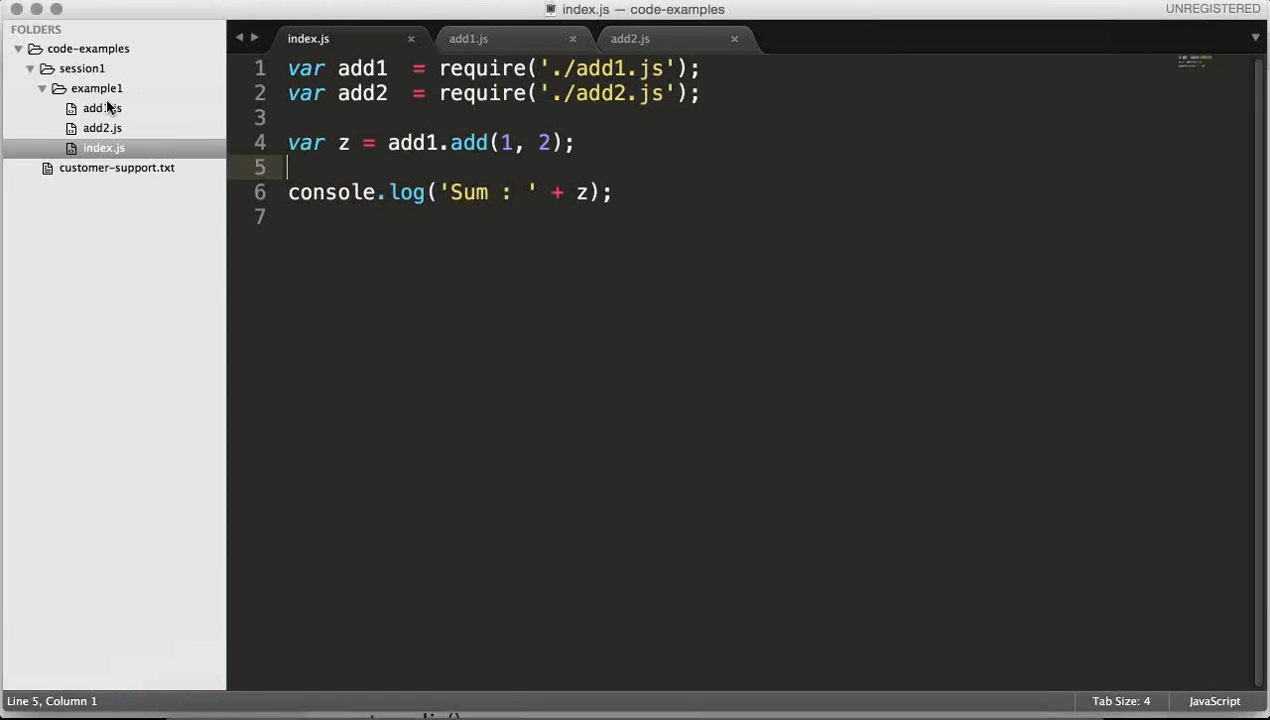 index.js — code-examples
UNREGISTERED
FOLDERS
code-examples
session1
example1
add1.js
add2.js
index.js
customer-support.txt
index.js × add1.js × add2.js ×
1 var add1  = require('./add1.js');
2 var add2  = require('./add2.js');
3
4 var z = add1.add(1, 2);
5
6 console.log('Sum : ' + z);
7
Line 5, Column 1
Tab Size: 4
JavaScript